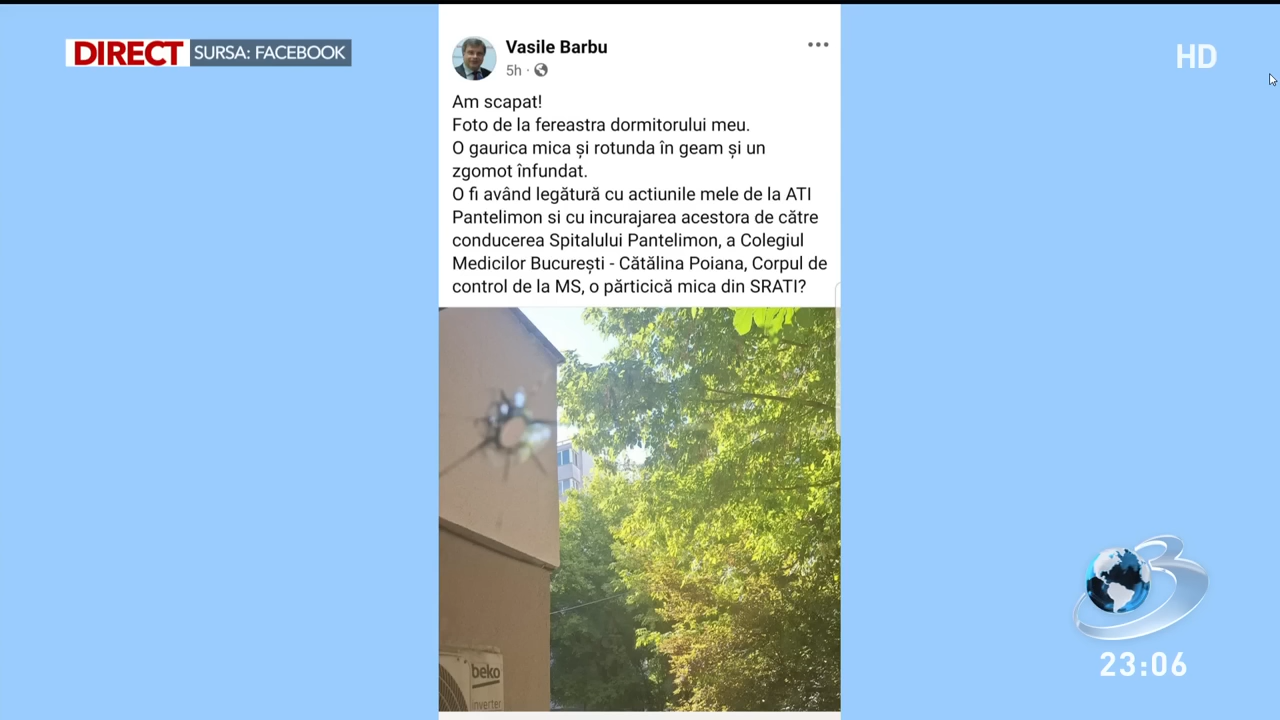 DIRECT SURSA: FACEBOOK
HD
Vasile Barbu
5h ·
Am scapat!
Foto de la fereastra dormitorului meu.
O gaurica mica și rotunda în geam și un
zgomot înfundat.
O fi având legătură cu actiunile mele de la ATI
Pantelimon si cu incurajarea acestora de către
conducerea Spitalului Pantelimon, a Colegiul
Medicilor București - Cătălina Poiana, Corpul de
control de la MS, o părticică mica din SRATI?
beko
inverter
3
23:06